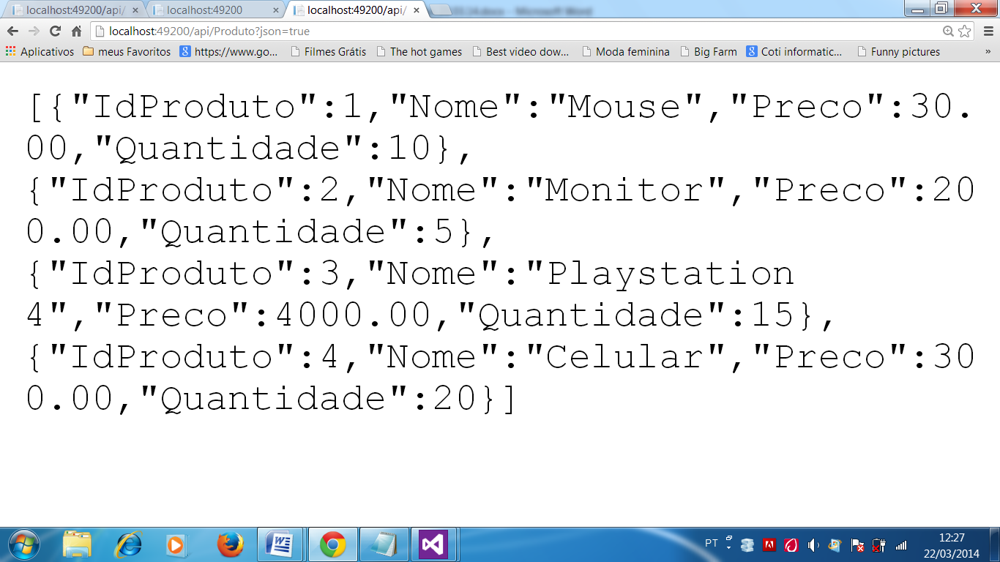 localhost:49200/api/
localhost:49200
localhost:49200/api/
Microsoft Word
localhost:49200/api/Produto?json=true
Aplicativos
meus Favoritos
https://www.go...
Filmes Grátis
The hot games
Best video dow...
Moda feminina
Big Farm
Coti informatic...
Funny pictures
»
[{"IdProduto":1,"Nome":"Mouse","Preco":30.
00,"Quantidade":10},
{"IdProduto":2,"Nome":"Monitor","Preco":20
0.00,"Quantidade":5},
{"IdProduto":3,"Nome":"Playstation
4","Preco":4000.00,"Quantidade":15},
{"IdProduto":4,"Nome":"Celular","Preco":30
0.00,"Quantidade":20}]
PT
12:27
22/03/2014